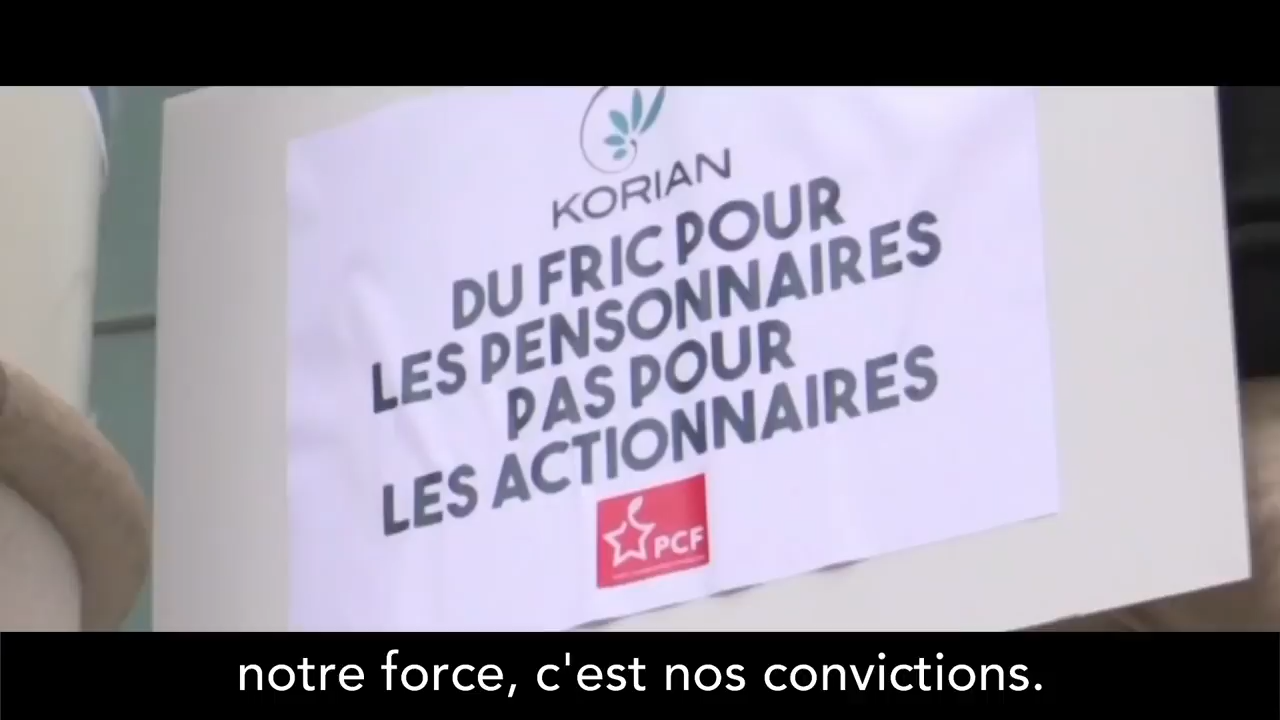 KORIAN
DU FRIC POUR
LES PENSONNAIRES
PAS POUR
LES ACTIONNAIRES
PCF
notre force, c'est nos convictions.